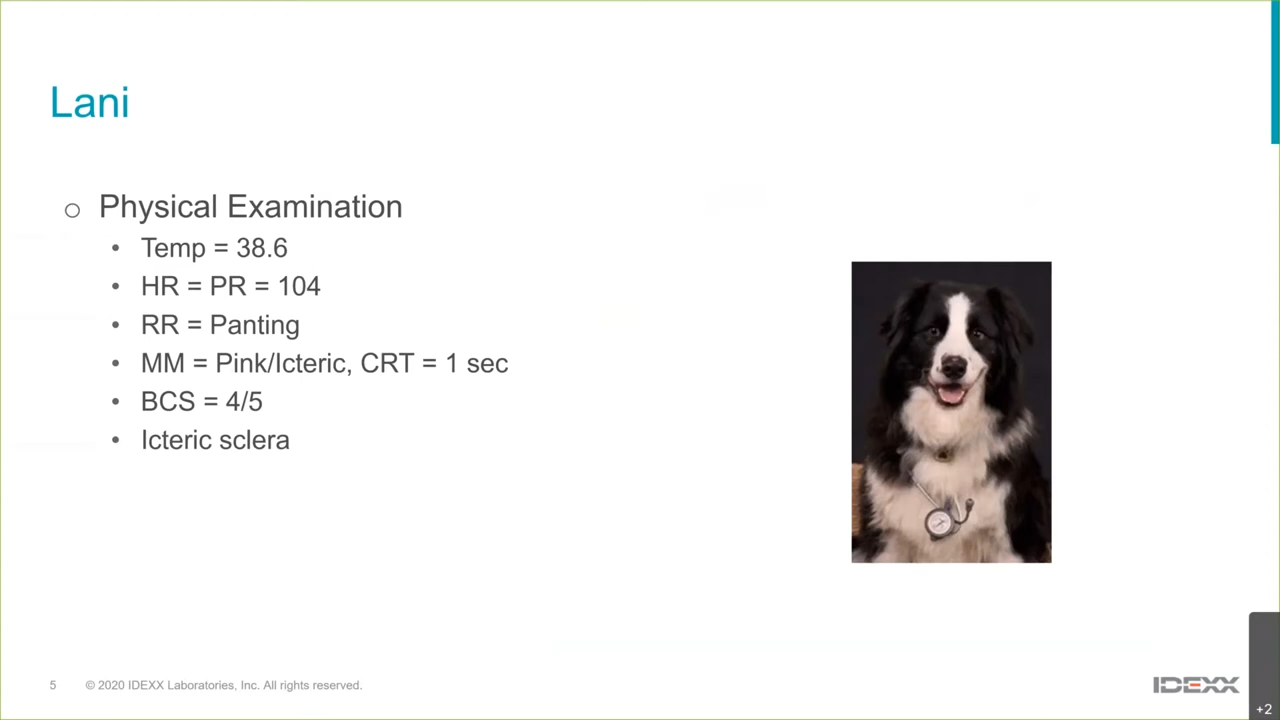 Lani
○ Physical Examination
• Temp = 38.6
• HR = PR = 104
• RR = Panting
• MM = Pink/Icteric, CRT = 1 sec
• BCS = 4/5
• Icteric sclera
5 © 2020 IDEXX Laboratories, Inc. All rights reserved.
IDEXX
+2